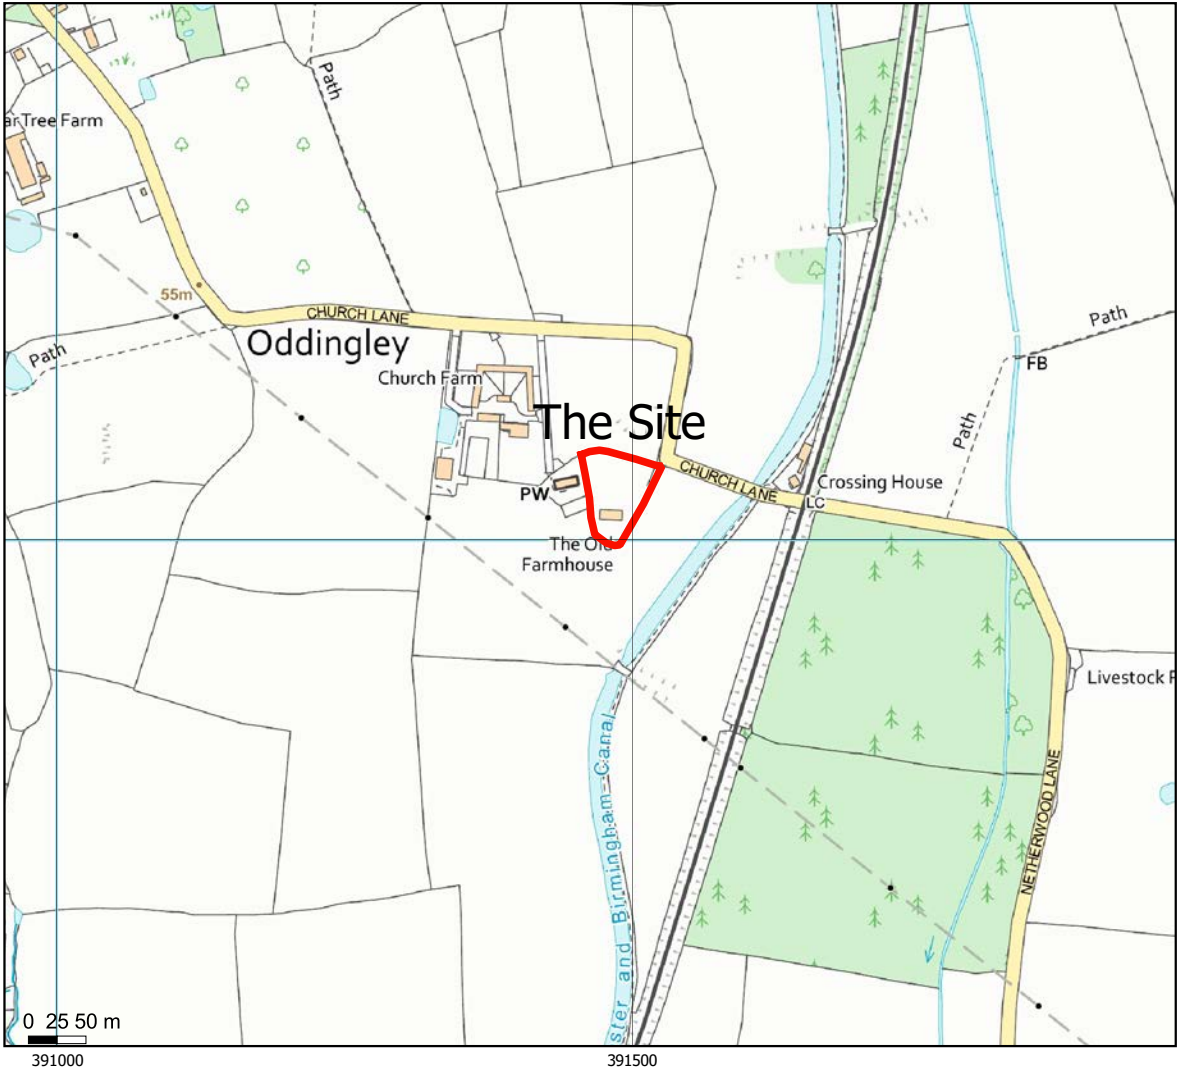 Path
ar Tree Farm
55m
CHURCH LANE
Path
Path
Oddingley
FB
Church Farm
The Site
Path
CHURCH LANE
Crossing House
PW
LC
The Old
Farmhouse
Livestock
ster and Birmingham Canal
NETHERWOOD LANE
0 25 50 m
391000
391500